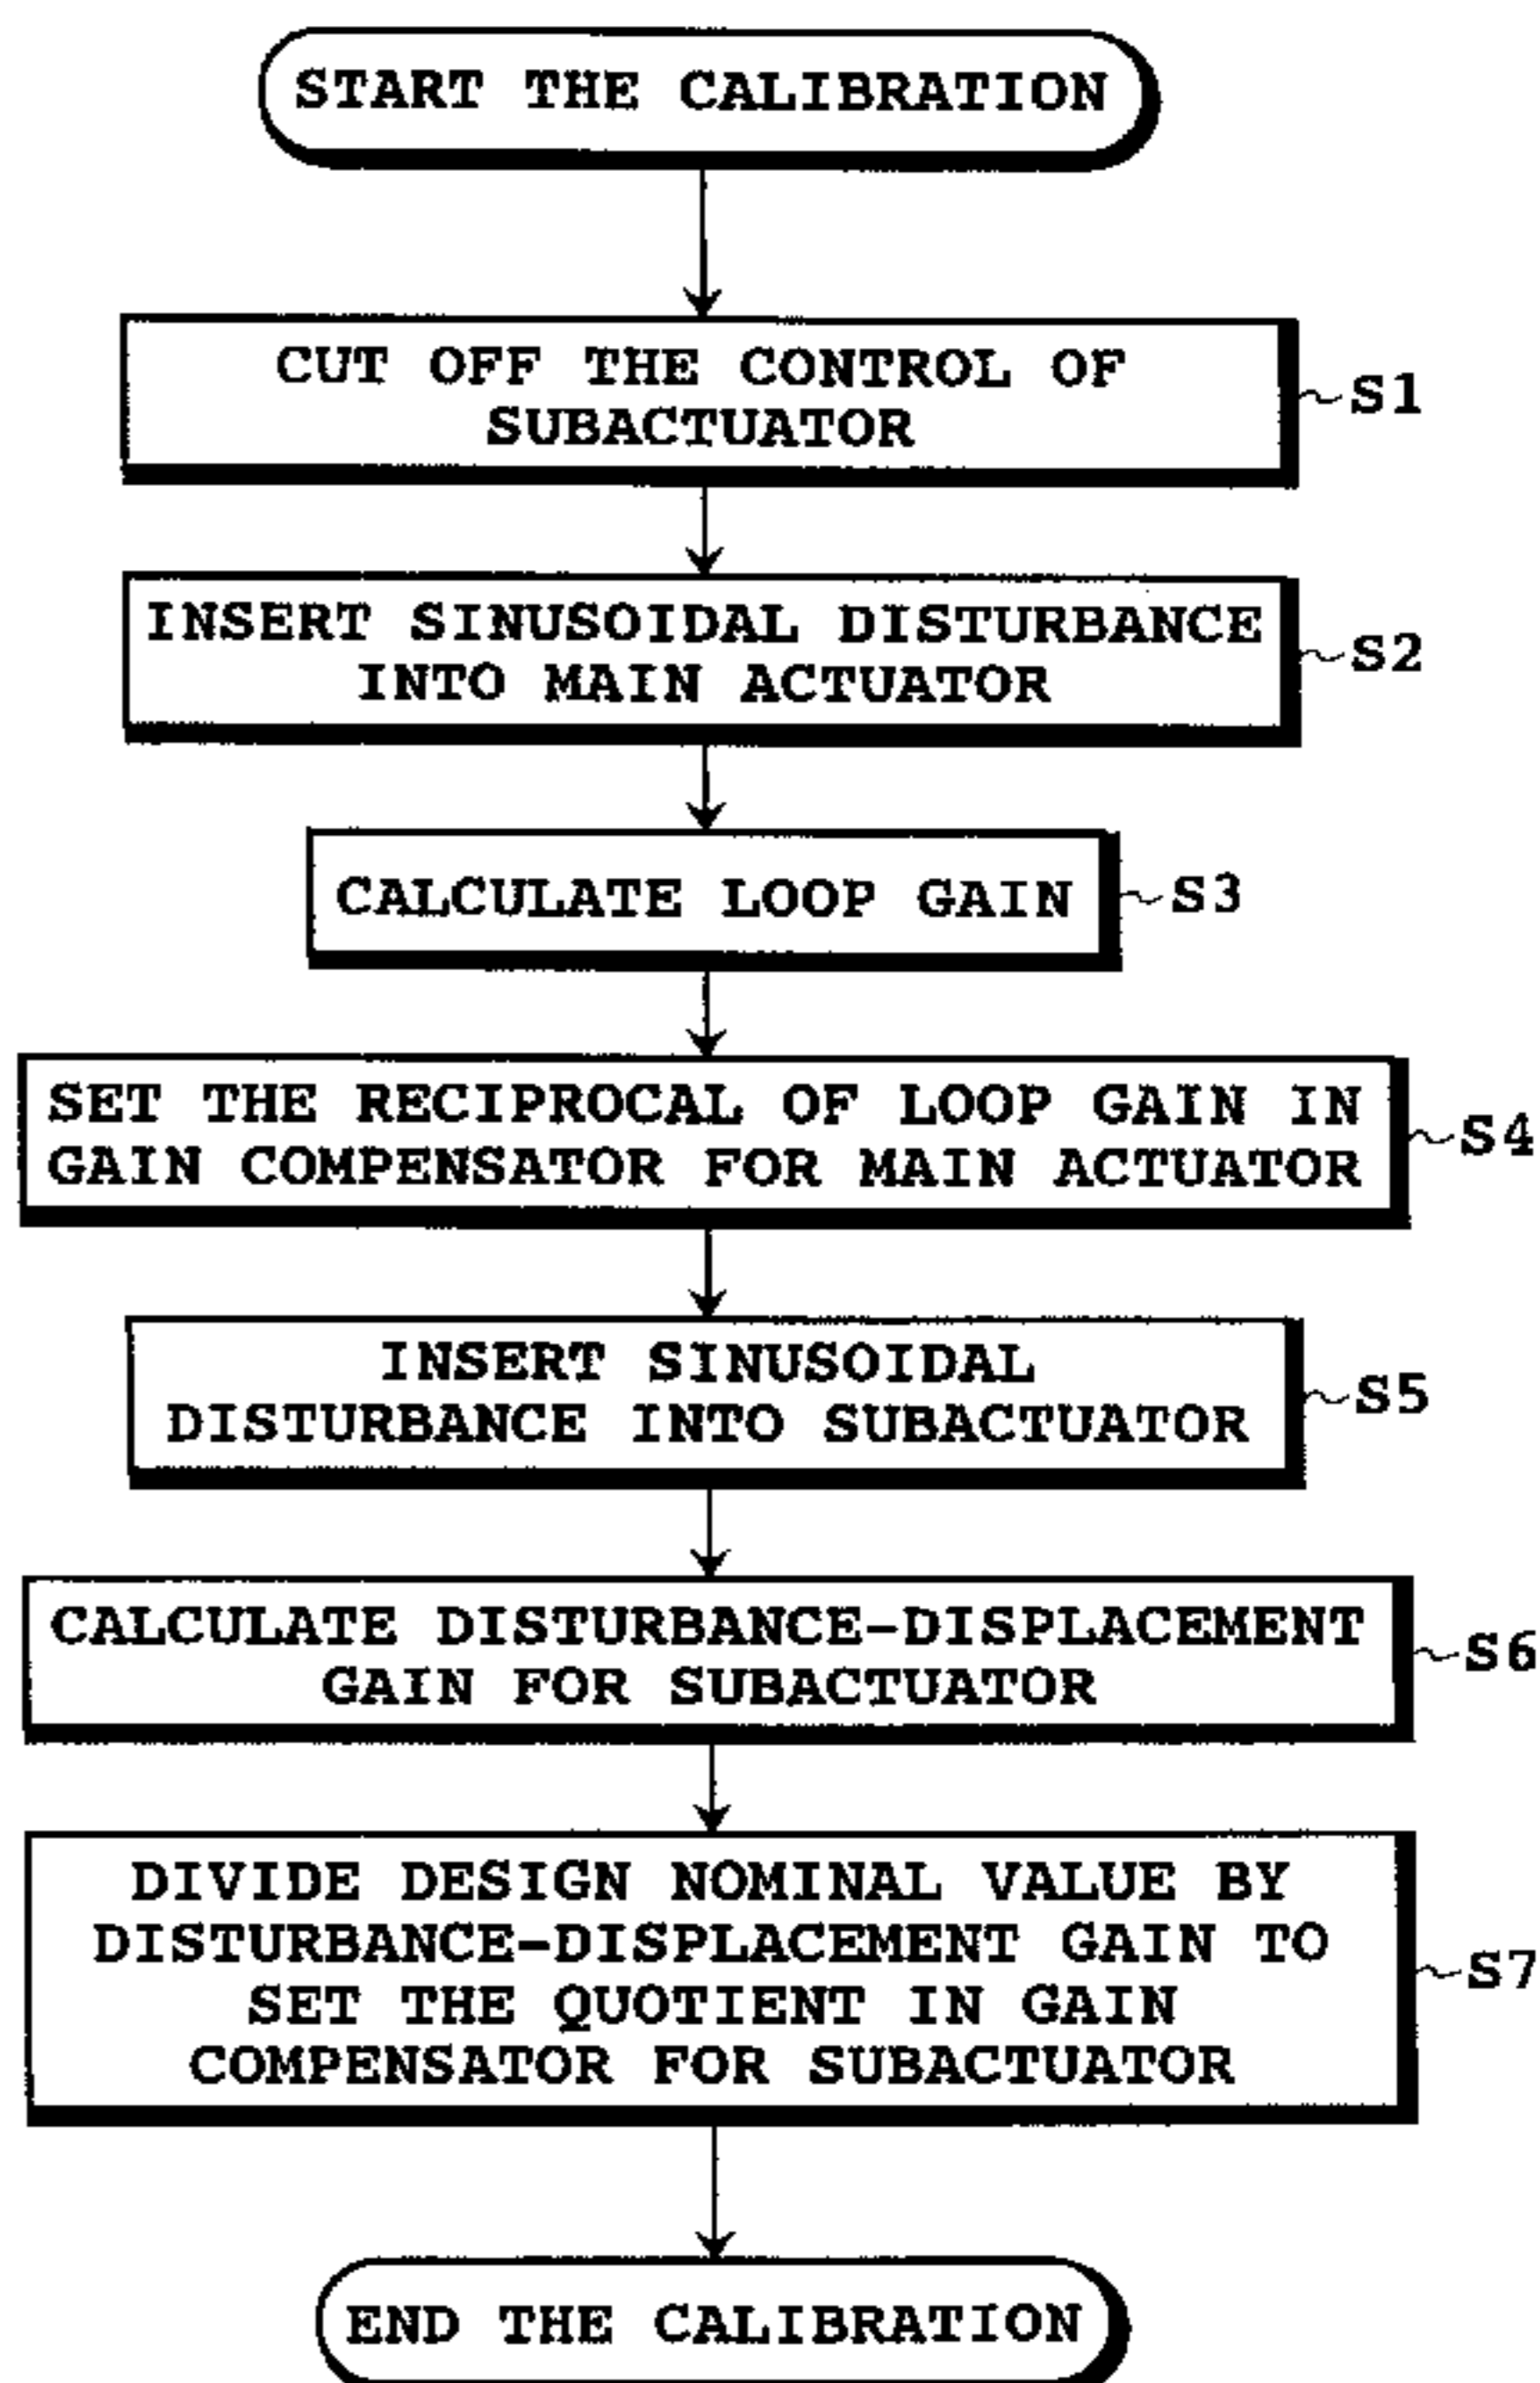 START THE CALIBRATION
CUT OFF THE CONTROL OF
SUBACTUATOR
S1
INSERT SINUSOIDAL DISTURBANCE
INTO MAIN ACTUATOR
S2
CALCULATE LOOP GAIN
S3
SET THE RECIPROCAL OF LOOP GAIN IN
GAIN COMPENSATOR FOR MAIN ACTUATOR
S4
INSERT SINUSOIDAL
DISTURBANCE INTO SUBACTUATOR
S5
CALCULATE DISTURBANCE-DISPLACEMENT
GAIN FOR SUBACTUATOR
S6
DIVIDE DESIGN NOMINAL VALUE BY
DISTURBANCE-DISPLACEMENT GAIN TO
SET THE QUOTIENT IN GAIN
COMPENSATOR FOR SUBACTUATOR
S7
END THE CALIBRATION